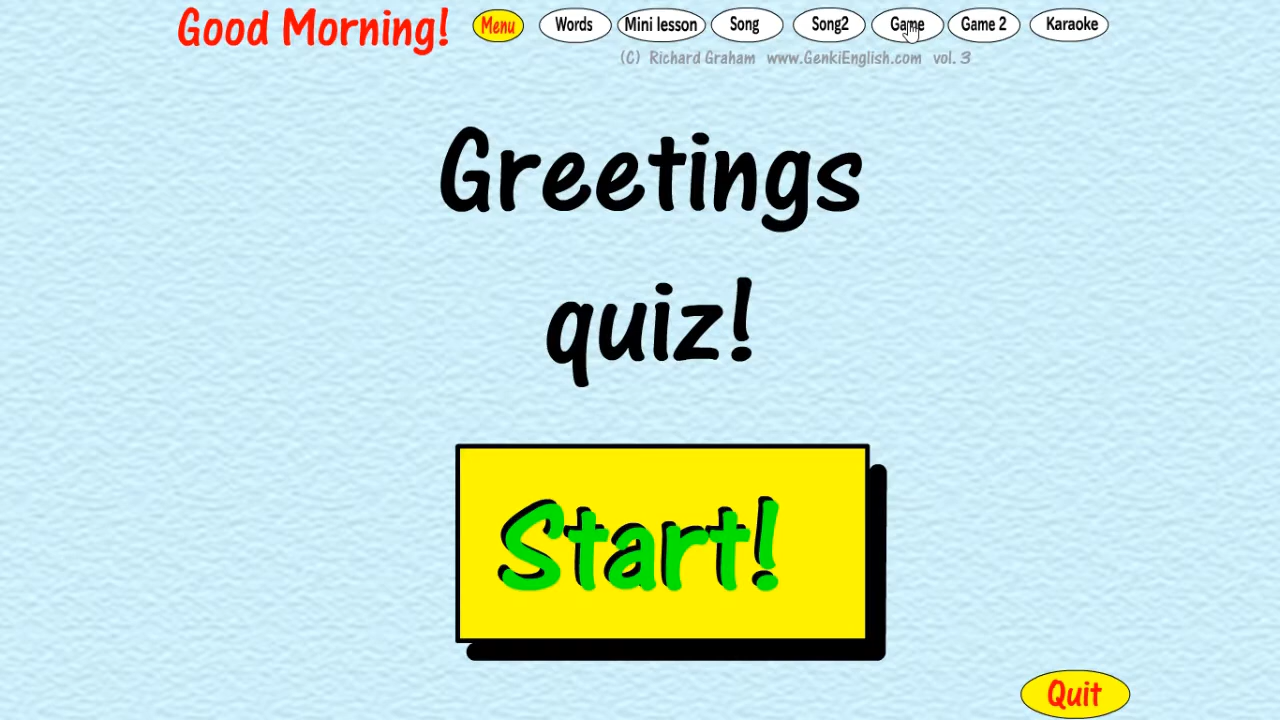 Good Morning! Menu Words Mini lesson Song Song2 Game Game 2 Karaoke
(C) Richard Graham www.GenkiEnglish.com vol. 3
Greetings
quiz!
Start!
Quit